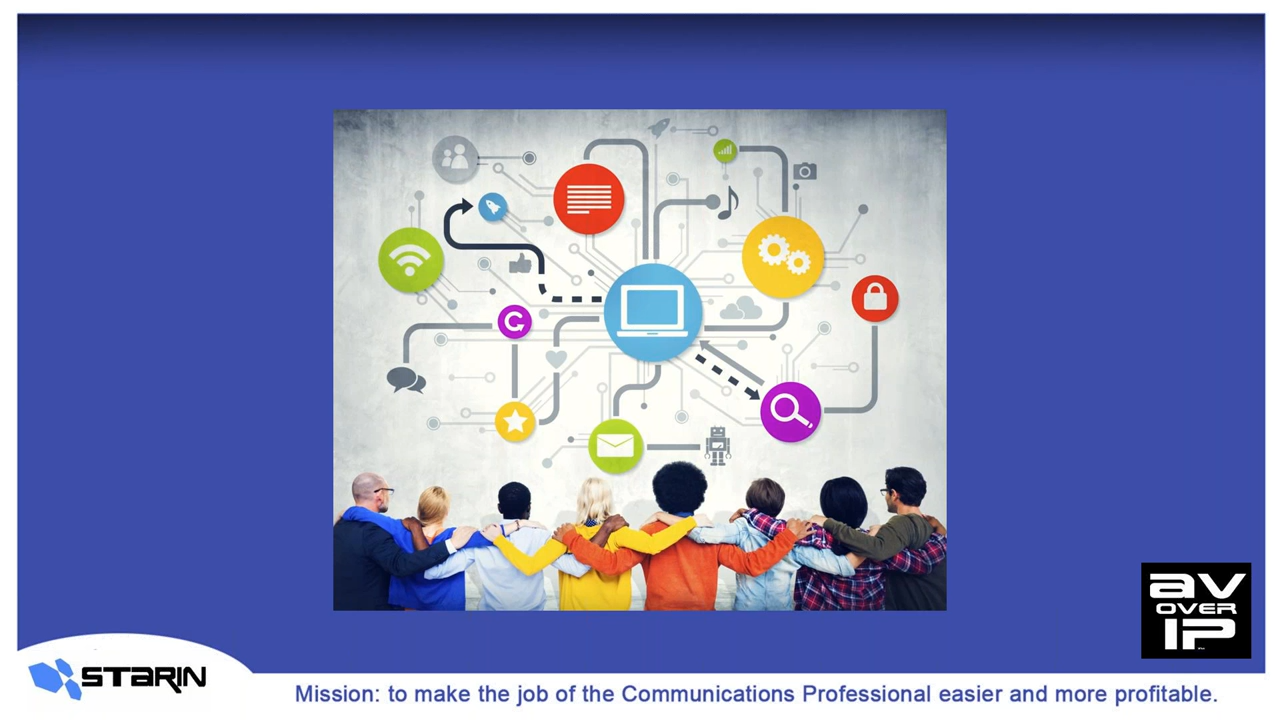 av
OVER
IP
STARIN
Mission: to make the job of the Communications Professional easier and more profitable.